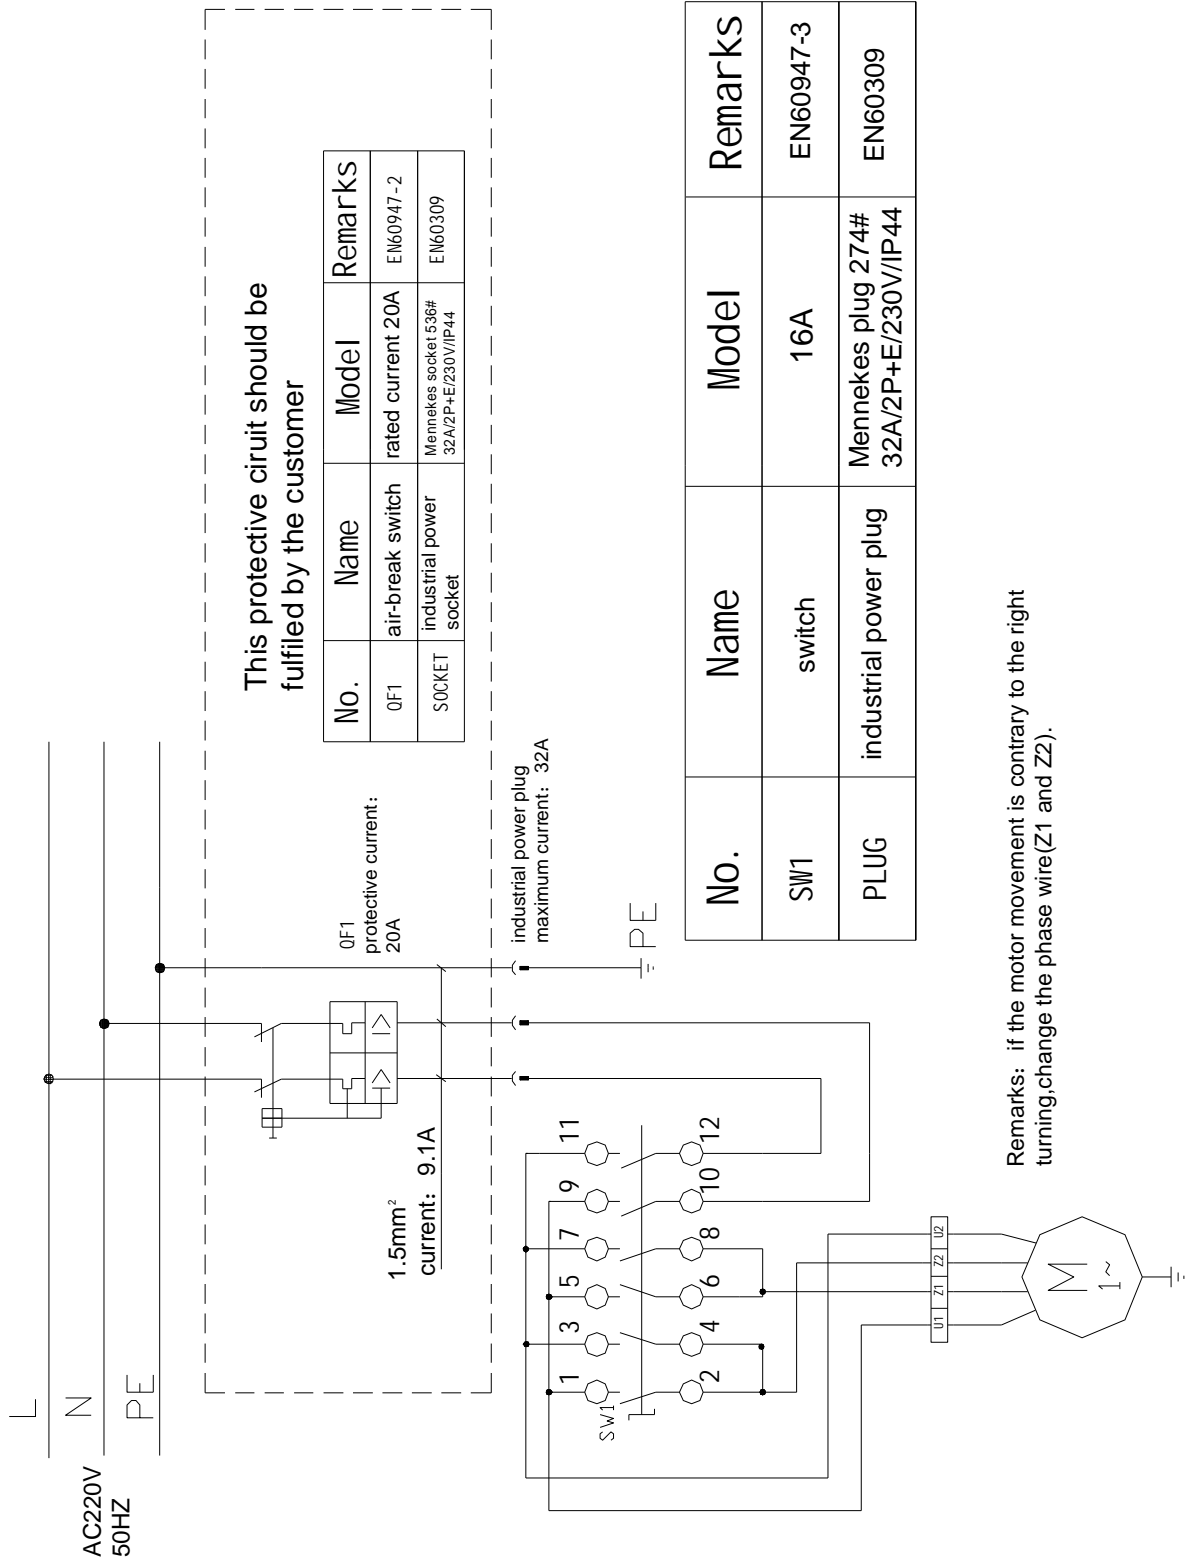 AC220V
50HZ
L
N
PE
This protective ciruit should be
fulfiled by the customer
No. Name Model Remarks
QF1 air-break switch rated current 20A EN60947-2
SOCKET industrial power
socket Mennekes socket 536#
32A/2P+E/230V/IP44 EN60309
QF1
protective current:
20A
1.5mm²
current: 9.1A
industrial power plug
maximum current: 32A
PE
SW1
1 3 5 7 9 11
2 4 6 8 10 12
No. Name Model Remarks
SW1 switch 16A EN60947-3
PLUG industrial power plug Mennekes plug 274#
32A/2P+E/230V/IP44 EN60309
U1 Z1 Z2 U2
M
1~
Remarks: if the motor movement is contrary to the right
turning,change the phase wire(Z1 and Z2).